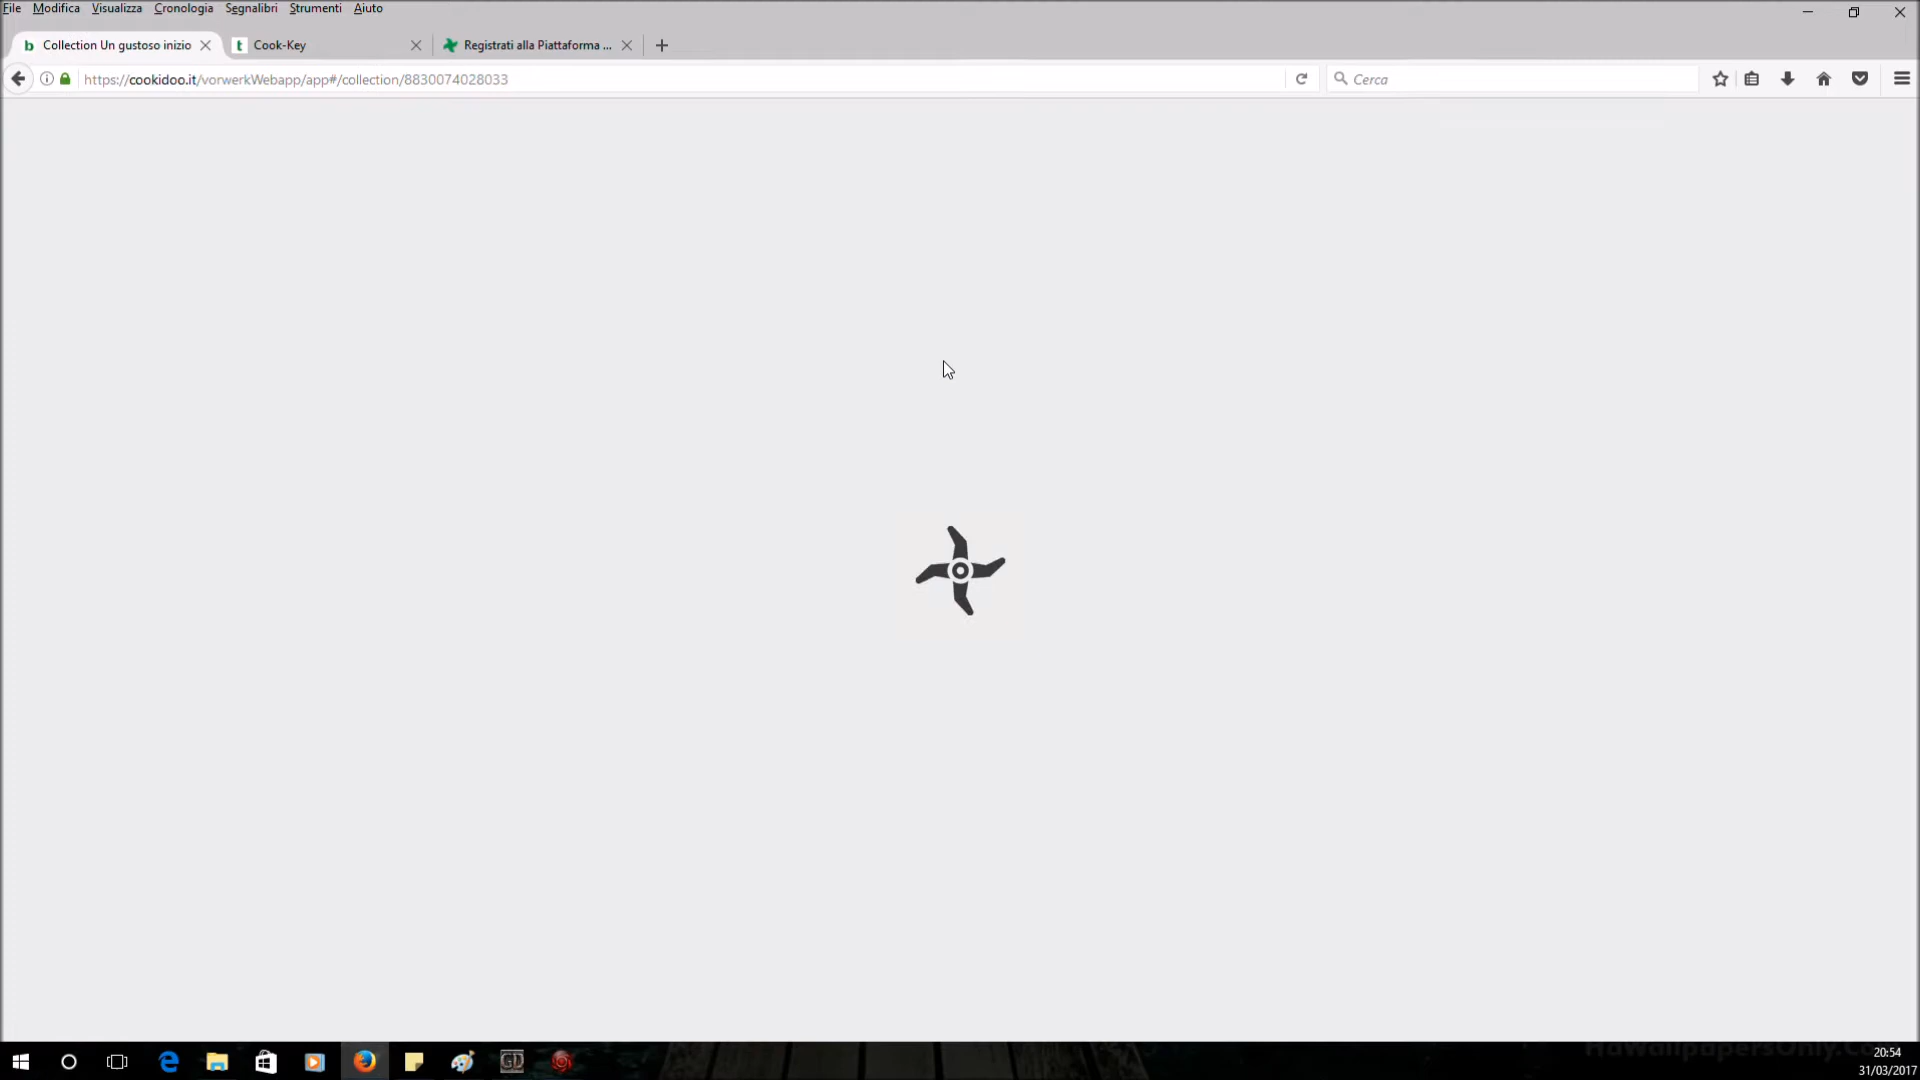 File Modifica Visualizza Cronologia Segnalibri Strumenti Aiuto
b Collection Un gustoso inizio t Cook-Key Registrati alla Piattaforma ...
https://cookidoo.it/vorwerkWebapp/app#/collection/8830074028033 Cerca
GD
20:54
31/03/2017